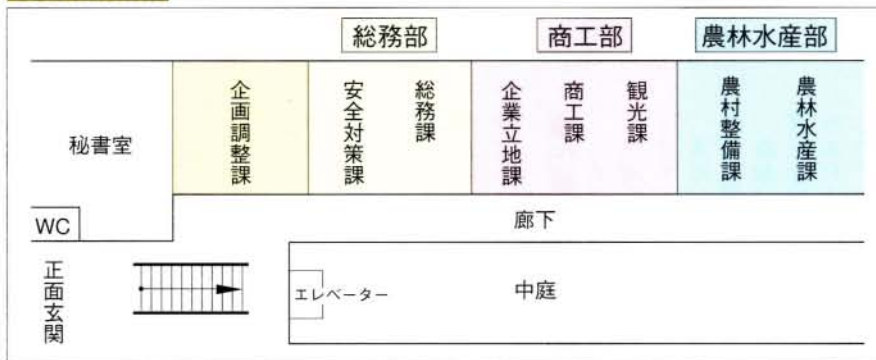 総務部
商工部
農林水産部
秘書室
企画調整課
安全対策課
総務課
企業立地課
商工課
観光課
農村整備課
農林水産課
WC
廊下
正面玄関
エレベーター
中庭